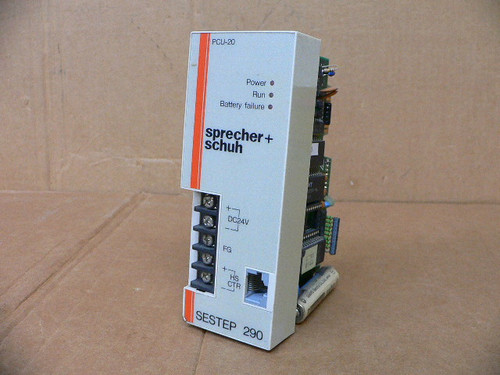 PCU-20
Power
Run
Battery failure
sprecher+
schuh
+
DC24V
-
FG
+
HS
CTR
-
SESTEP 290